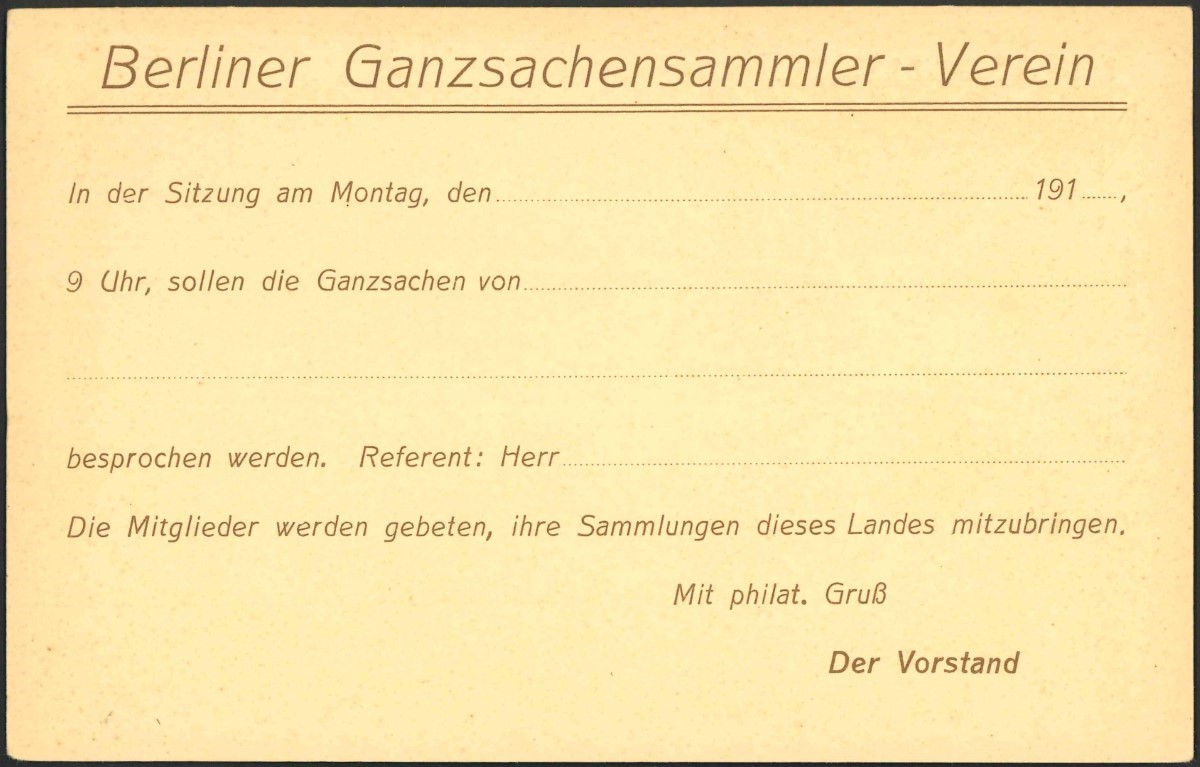 Berliner Ganzsachensammler - Verein
In der Sitzung am Montag, den 191 ,
9 Uhr, sollen die Ganzsachen von
besprochen werden. Referent: Herr
Die Mitglieder werden gebeten, ihre Sammlungen dieses Landes mitzubringen.
Mit philat. Gruß
Der Vorstand